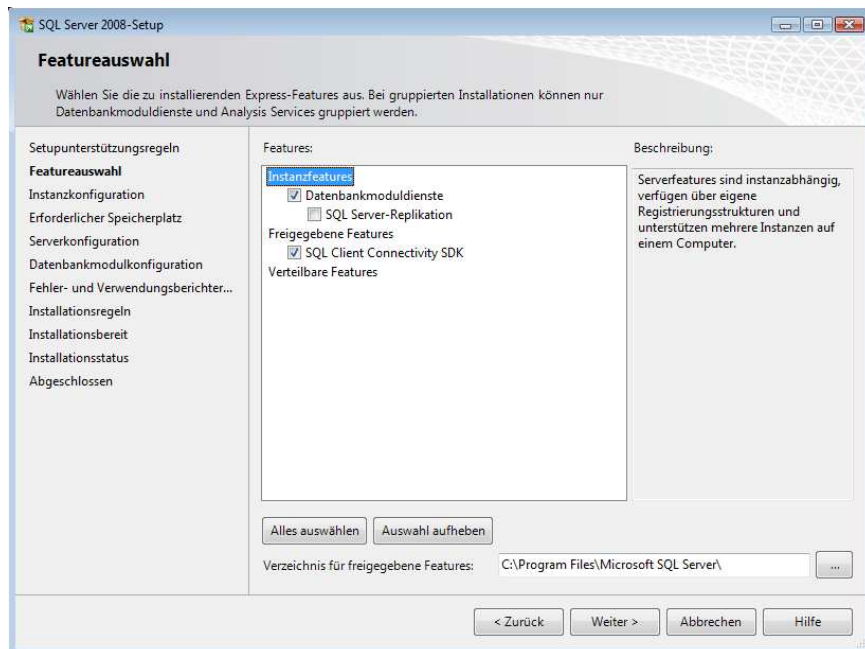 SQL Server 2008-Setup
Featureauswahl
Wählen Sie die zu installierenden Express-Features aus. Bei gruppierten Installationen können nur
Datenbankmoduldienste und Analysis Services gruppiert werden.
Setupunterstützungsregeln
Featureauswahl
Instanzkonfiguration
Erforderlicher Speicherplatz
Serverkonfiguration
Datenbankmodulkonfiguration
Fehler- und Verwendungsberichter...
Installationsregeln
Installationsbereit
Installationsstatus
Abgeschlossen
Features:
Instanzfeatures
Datenbankmoduldienste
SQL Server-Replikation
Freigegebene Features
SQL Client Connectivity SDK
Verteilbare Features
Beschreibung:
Serverfeatures sind instanzabhängig,
verfügen über eigene
Registrierungsstrukturen und
unterstützen mehrere Instanzen auf
einem Computer.
Alles auswählen
Auswahl aufheben
Verzeichnis für freigegebene Features:
C:\Program Files\Microsoft SQL Server\
...
< Zurück
Weiter >
Abbrechen
Hilfe